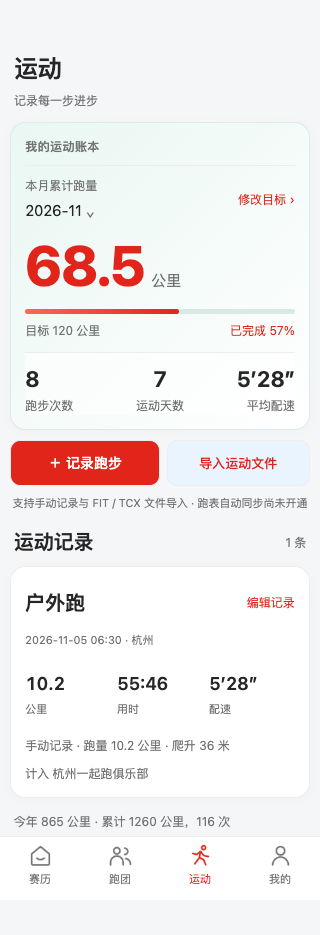 运动
记录每一步进步
我的运动账本
本月累计跑量
2026-11
修改目标 ›
68.5 公里
目标 120 公里 已完成 57%
8 7 5′28″
跑步次数 运动天数 平均配速
+ 记录跑步 导入运动文件
支持手动记录与 FIT / TCX 文件导入 · 跑表自动同步尚未开通
运动记录 1 条
户外跑 编辑记录
2026-11-05 06:30 · 杭州
10.2 55:46 5′28″
公里 用时 配速
手动记录 · 跑量 10.2 公里 · 爬升 36 米
计入 杭州一起跑俱乐部
今年 865 公里 · 累计 1260 公里，116 次
赛历 跑团 运动 我的